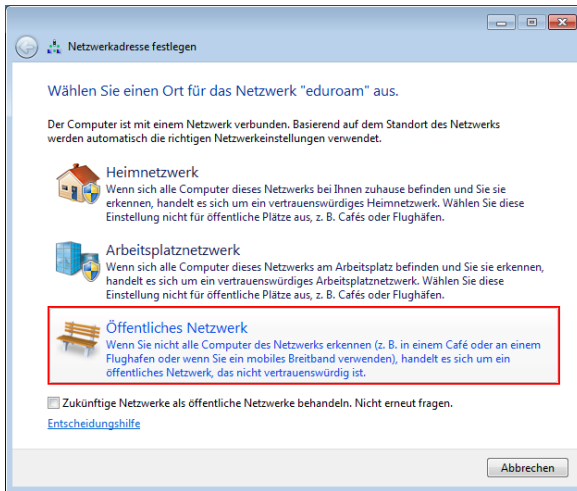 Netzwerkadresse festlegen
Wählen Sie einen Ort für das Netzwerk "eduroam" aus.
Der Computer ist mit einem Netzwerk verbunden. Basierend auf dem Standort des Netzwerks
werden automatisch die richtigen Netzwerkeinstellungen verwendet.
Heimnetzwerk
Wenn sich alle Computer dieses Netzwerks bei Ihnen zuhause befinden und Sie sie
erkennen, handelt es sich um ein vertrauenswürdiges Heimnetzwerk. Wählen Sie diese
Einstellung nicht für öffentliche Plätze aus, z. B. Cafés oder Flughäfen.
Arbeitsplatznetzwerk
Wenn sich alle Computer dieses Netzwerks am Arbeitsplatz befinden und Sie sie erkennen,
handelt es sich um ein vertrauenswürdiges Arbeitsplatznetzwerk. Wählen Sie diese
Einstellung nicht für öffentliche Plätze aus, z. B. Cafés oder Flughäfen.
Öffentliches Netzwerk
Wenn Sie nicht alle Computer des Netzwerks erkennen (z. B. in einem Café oder an einem
Flughafen oder wenn Sie ein mobiles Breitband verwenden), handelt es sich um ein
öffentliches Netzwerk, das nicht vertrauenswürdig ist.
Zukünftige Netzwerke als öffentliche Netzwerke behandeln. Nicht erneut fragen.
Entscheidungshilfe
Abbrechen